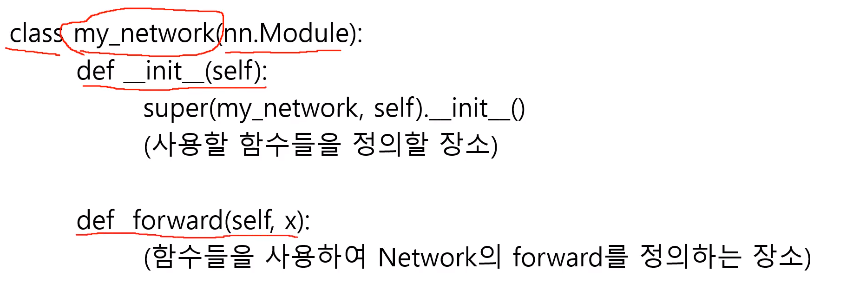 class my_network(nn.Module):
def __init__(self):
super(my_network, self).__init__()
(사용할 함수들을 정의할 장소)
def forward(self, x):
(함수들을 사용하여 Network의 forward를 정의하는 장소)